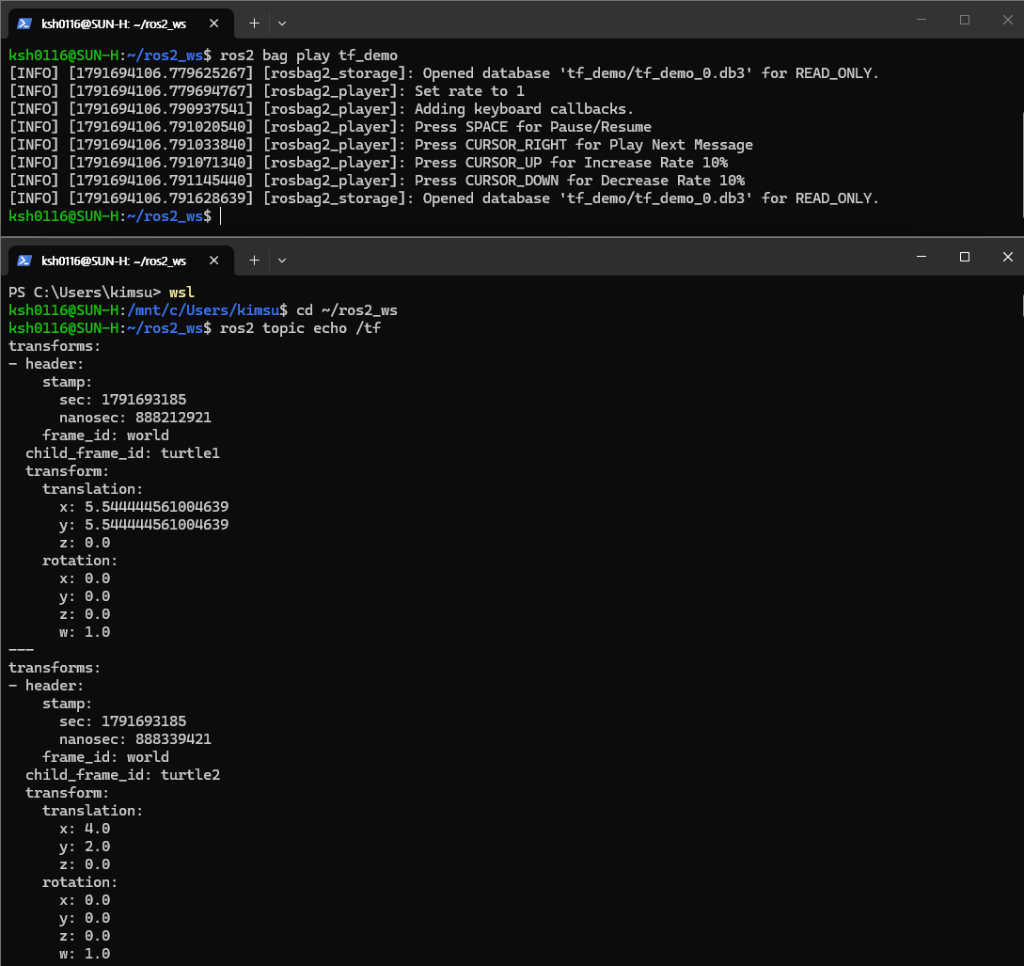 ksh0116@SUN-H: ~/ros2_ws
ksh0116@SUN-H:~/ros2_ws$ ros2 bag play tf_demo
[INFO] [1791694106.779625267] [rosbag2_storage]: Opened database 'tf_demo/tf_demo_0.db3' for READ_ONLY.
[INFO] [1791694106.779694767] [rosbag2_player]: Set rate to 1
[INFO] [1791694106.790937541] [rosbag2_player]: Adding keyboard callbacks.
[INFO] [1791694106.791020540] [rosbag2_player]: Press SPACE for Pause/Resume
[INFO] [1791694106.791033840] [rosbag2_player]: Press CURSOR_RIGHT for Play Next Message
[INFO] [1791694106.791071340] [rosbag2_player]: Press CURSOR_UP for Increase Rate 10%
[INFO] [1791694106.791145440] [rosbag2_player]: Press CURSOR_DOWN for Decrease Rate 10%
[INFO] [1791694106.791628639] [rosbag2_storage]: Opened database 'tf_demo/tf_demo_0.db3' for READ_ONLY.
ksh0116@SUN-H:~/ros2_ws$
ksh0116@SUN-H: ~/ros2_ws
PS C:\Users\kimsu> wsl
ksh0116@SUN-H:/mnt/c/Users/kimsu$ cd ~/ros2_ws
ksh0116@SUN-H:~/ros2_ws$ ros2 topic echo /tf
transforms:
- header:
    stamp:
      sec: 1791693185
      nanosec: 888212921
    frame_id: world
  child_frame_id: turtle1
  transform:
    translation:
      x: 5.544444561004639
      y: 5.544444561004639
      z: 0.0
    rotation:
      x: 0.0
      y: 0.0
      z: 0.0
      w: 1.0
---
transforms:
- header:
    stamp:
      sec: 1791693185
      nanosec: 888339421
    frame_id: world
  child_frame_id: turtle2
  transform:
    translation:
      x: 4.0
      y: 2.0
      z: 0.0
    rotation:
      x: 0.0
      y: 0.0
      z: 0.0
      w: 1.0